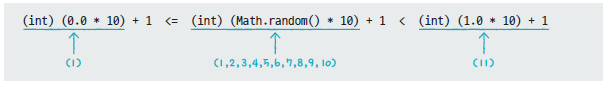 (int) (0.0 * 10) + 1 <= (int) (Math.random() * 10) + 1 < (int) (1.0 * 10) + 1
(1) (1,2,3,4,5,6,7,8,9,10) (11)